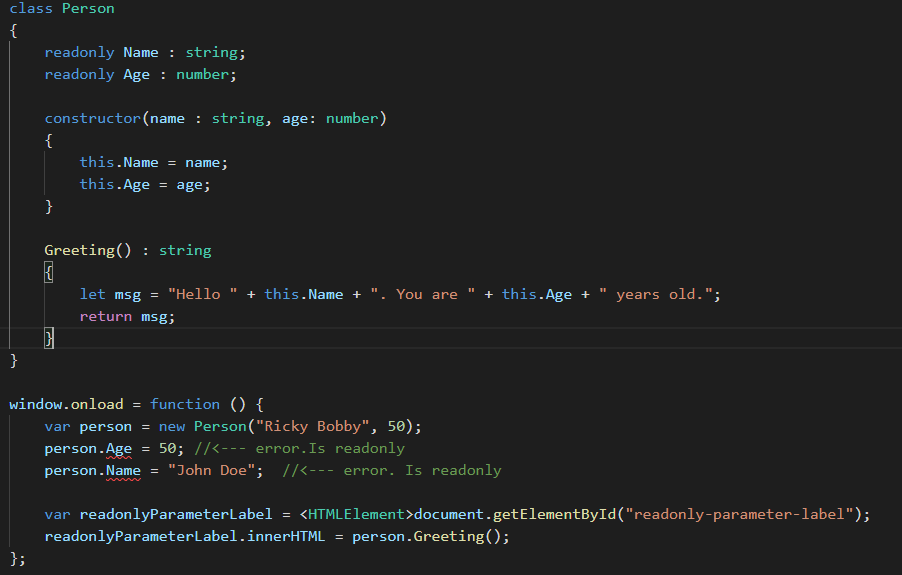 class Person
{
    readonly Name : string;
    readonly Age : number;
    constructor(name : string, age: number)
    {
        this.Name = name;
        this.Age = age;
    }
    Greeting() : string
    {
        let msg = "Hello " + this.Name + ". You are " + this.Age + " years old.";
        return msg;
    }
}
window.onload = function () {
    var person = new Person("Ricky Bobby", 50);
    person.Age = 50; //<--- error.Is readonly
    person.Name = "John Doe";  //<--- error. Is readonly
    var readonlyParameterLabel = <HTMLElement>document.getElementById("readonly-parameter-label");
    readonlyParameterLabel.innerHTML = person.Greeting();
};